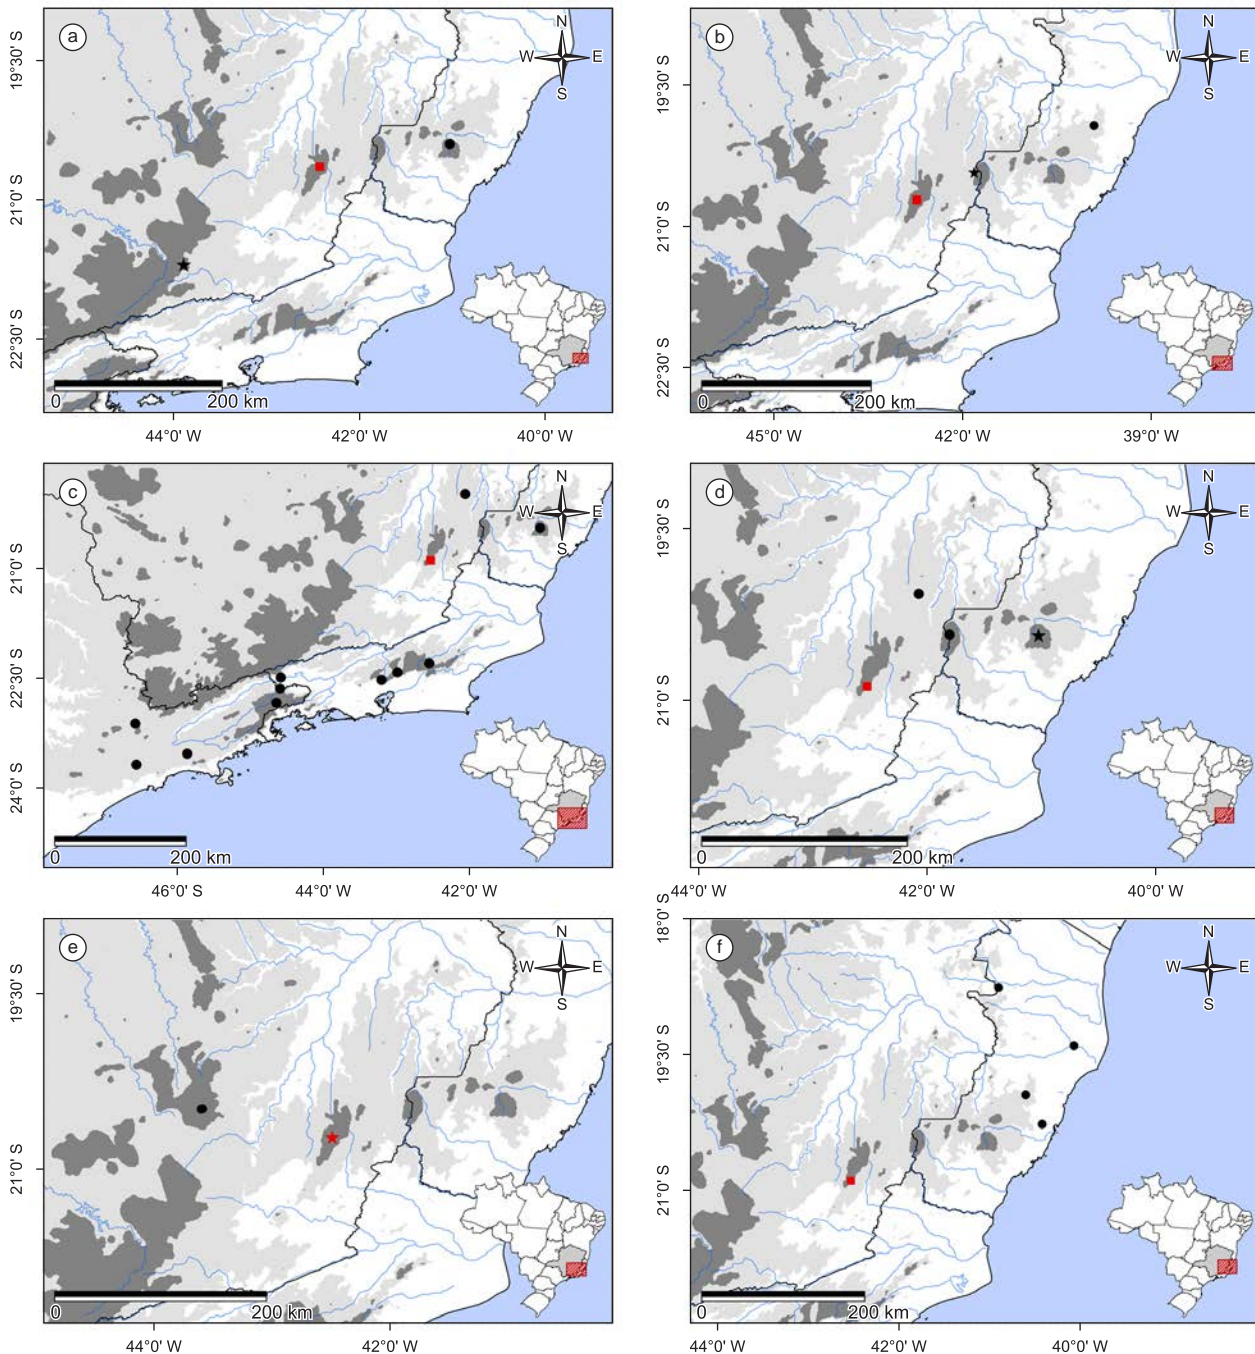 a
N
W E
S
19°30' S
21°0' S
22°30' S
0 200 km
44°0' W 42°0' W 40°0' W
b
N
W E
S
19°30' S
21°0' S
22°30' S
0 200 km
45°0' W 42°0' W 39°0' W
c
N
W E
S
21°0' S
22°30' S
24°0' S
0 200 km
46°0' S 44°0' W 42°0' W
d
N
W E
S
19°30' S
21°0' S
0 200 km
44°0' W 42°0' W 40°0' W
e
N
W E
S
19°30' S
21°0' S
0 200 km
44°0' W 42°0' W
f
N
W E
S
18°0' S
19°30' S
21°0' S
0 200 km
44°0' W 42°0' W 40°0' W